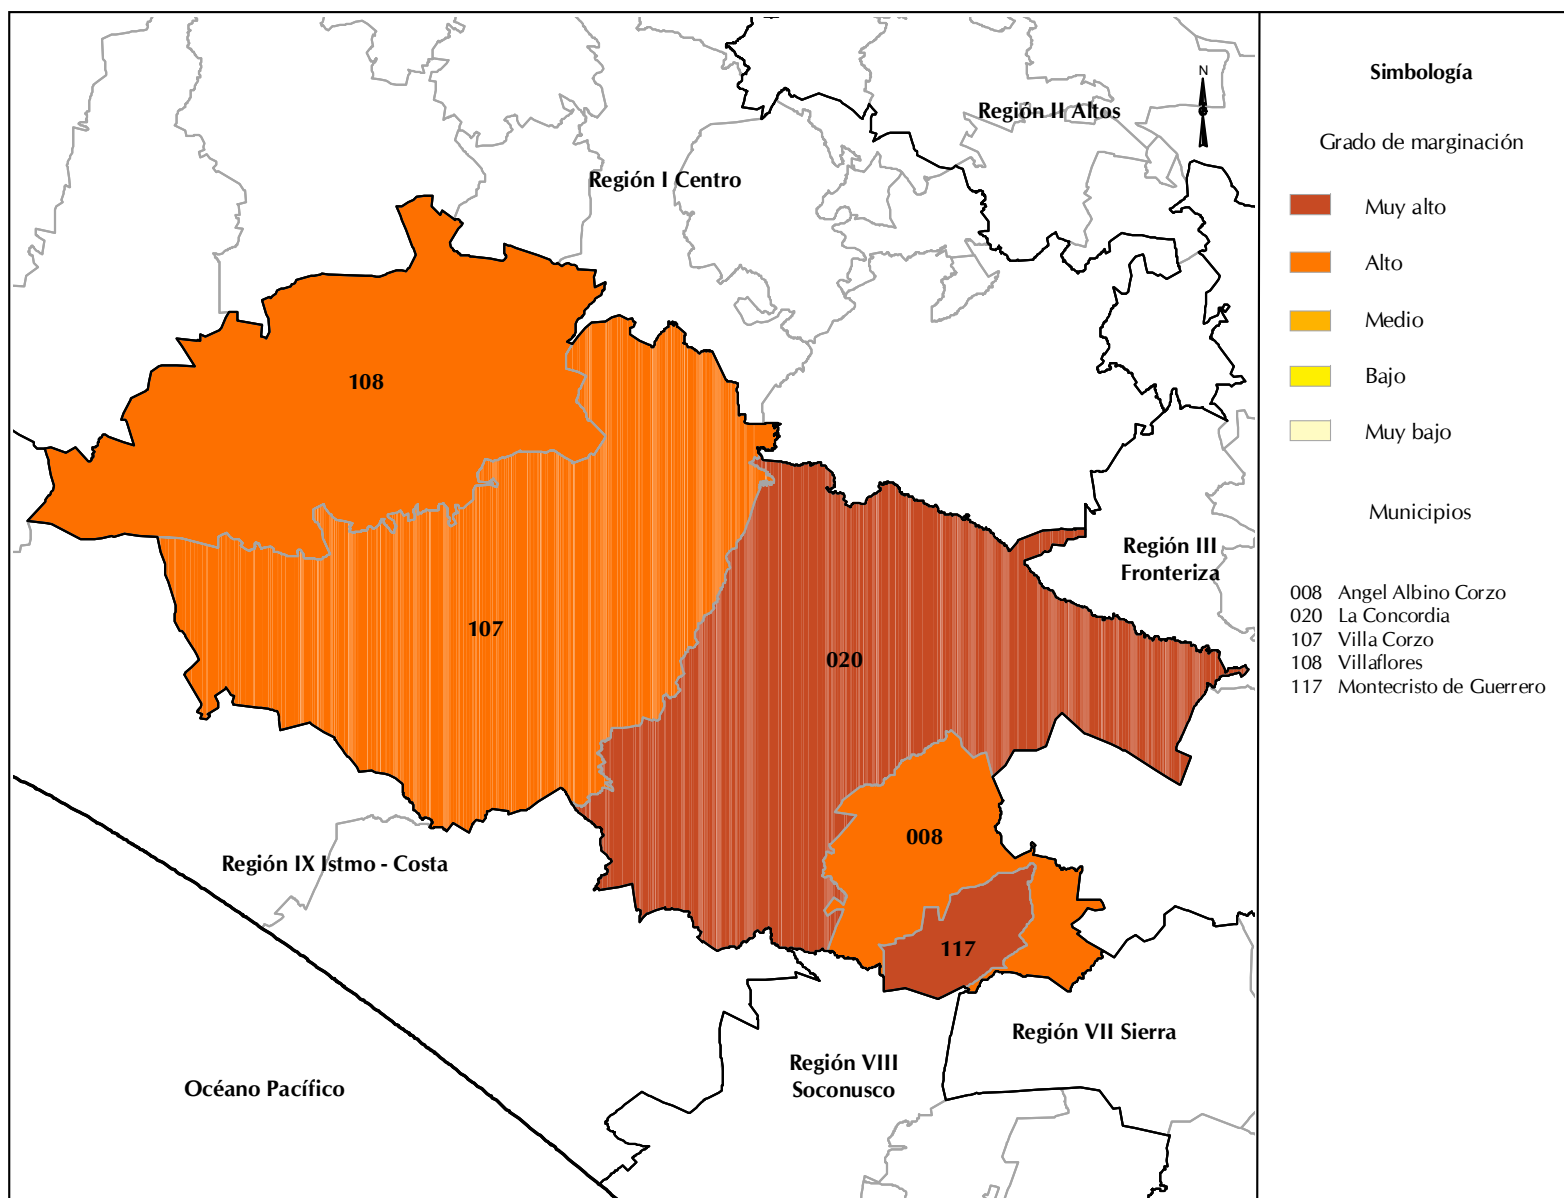 Región II Altos
Región I Centro
108
107
020
Región III
Fronteriza
008
117
Región IX Istmo - Costa
Región VII Sierra
Región VIII
Soconusco
Océano Pacífico
N
Simbología
Grado de marginación
Muy alto
Alto
Medio
Bajo
Muy bajo
Municipios
008 Angel Albino Corzo
020 La Concordia
107 Villa Corzo
108 Villaflores
117 Montecristo de Guerrero